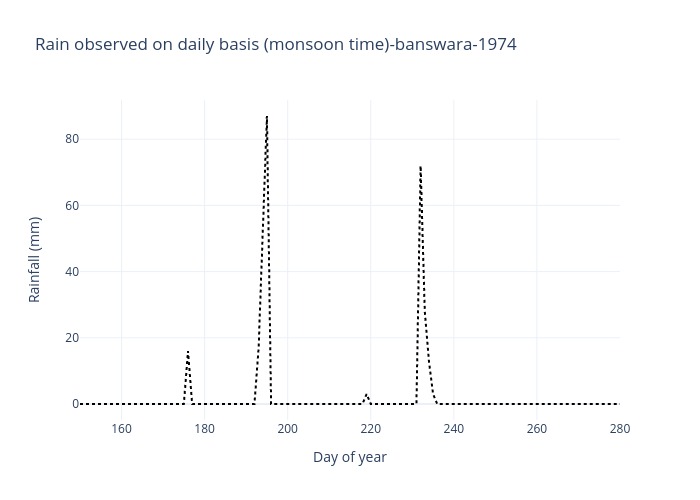 Rain observed on daily basis (monsoon time)-banswara-1974
80
60
40
20
0
160 180 200 220 240 260 280
Rainfall (mm)
Day of year